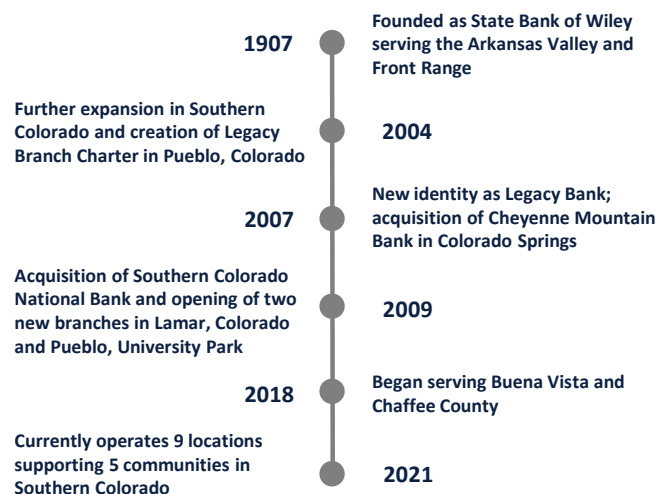 1907
Founded as State Bank of Wiley
serving the Arkansas Valley and
Front Range
Further expansion in Southern
Colorado and creation of Legacy
Branch Charter in Pueblo, Colorado
2004
2007
New identity as Legacy Bank;
acquisition of Cheyenne Mountain
Bank in Colorado Springs
Acquisition of Southern Colorado
National Bank and opening of two
new branches in Lamar, Colorado
and Pueblo, University Park
2009
2018
Began serving Buena Vista and
Chaffee County
Currently operates 9 locations
supporting 5 communities in
Southern Colorado
2021